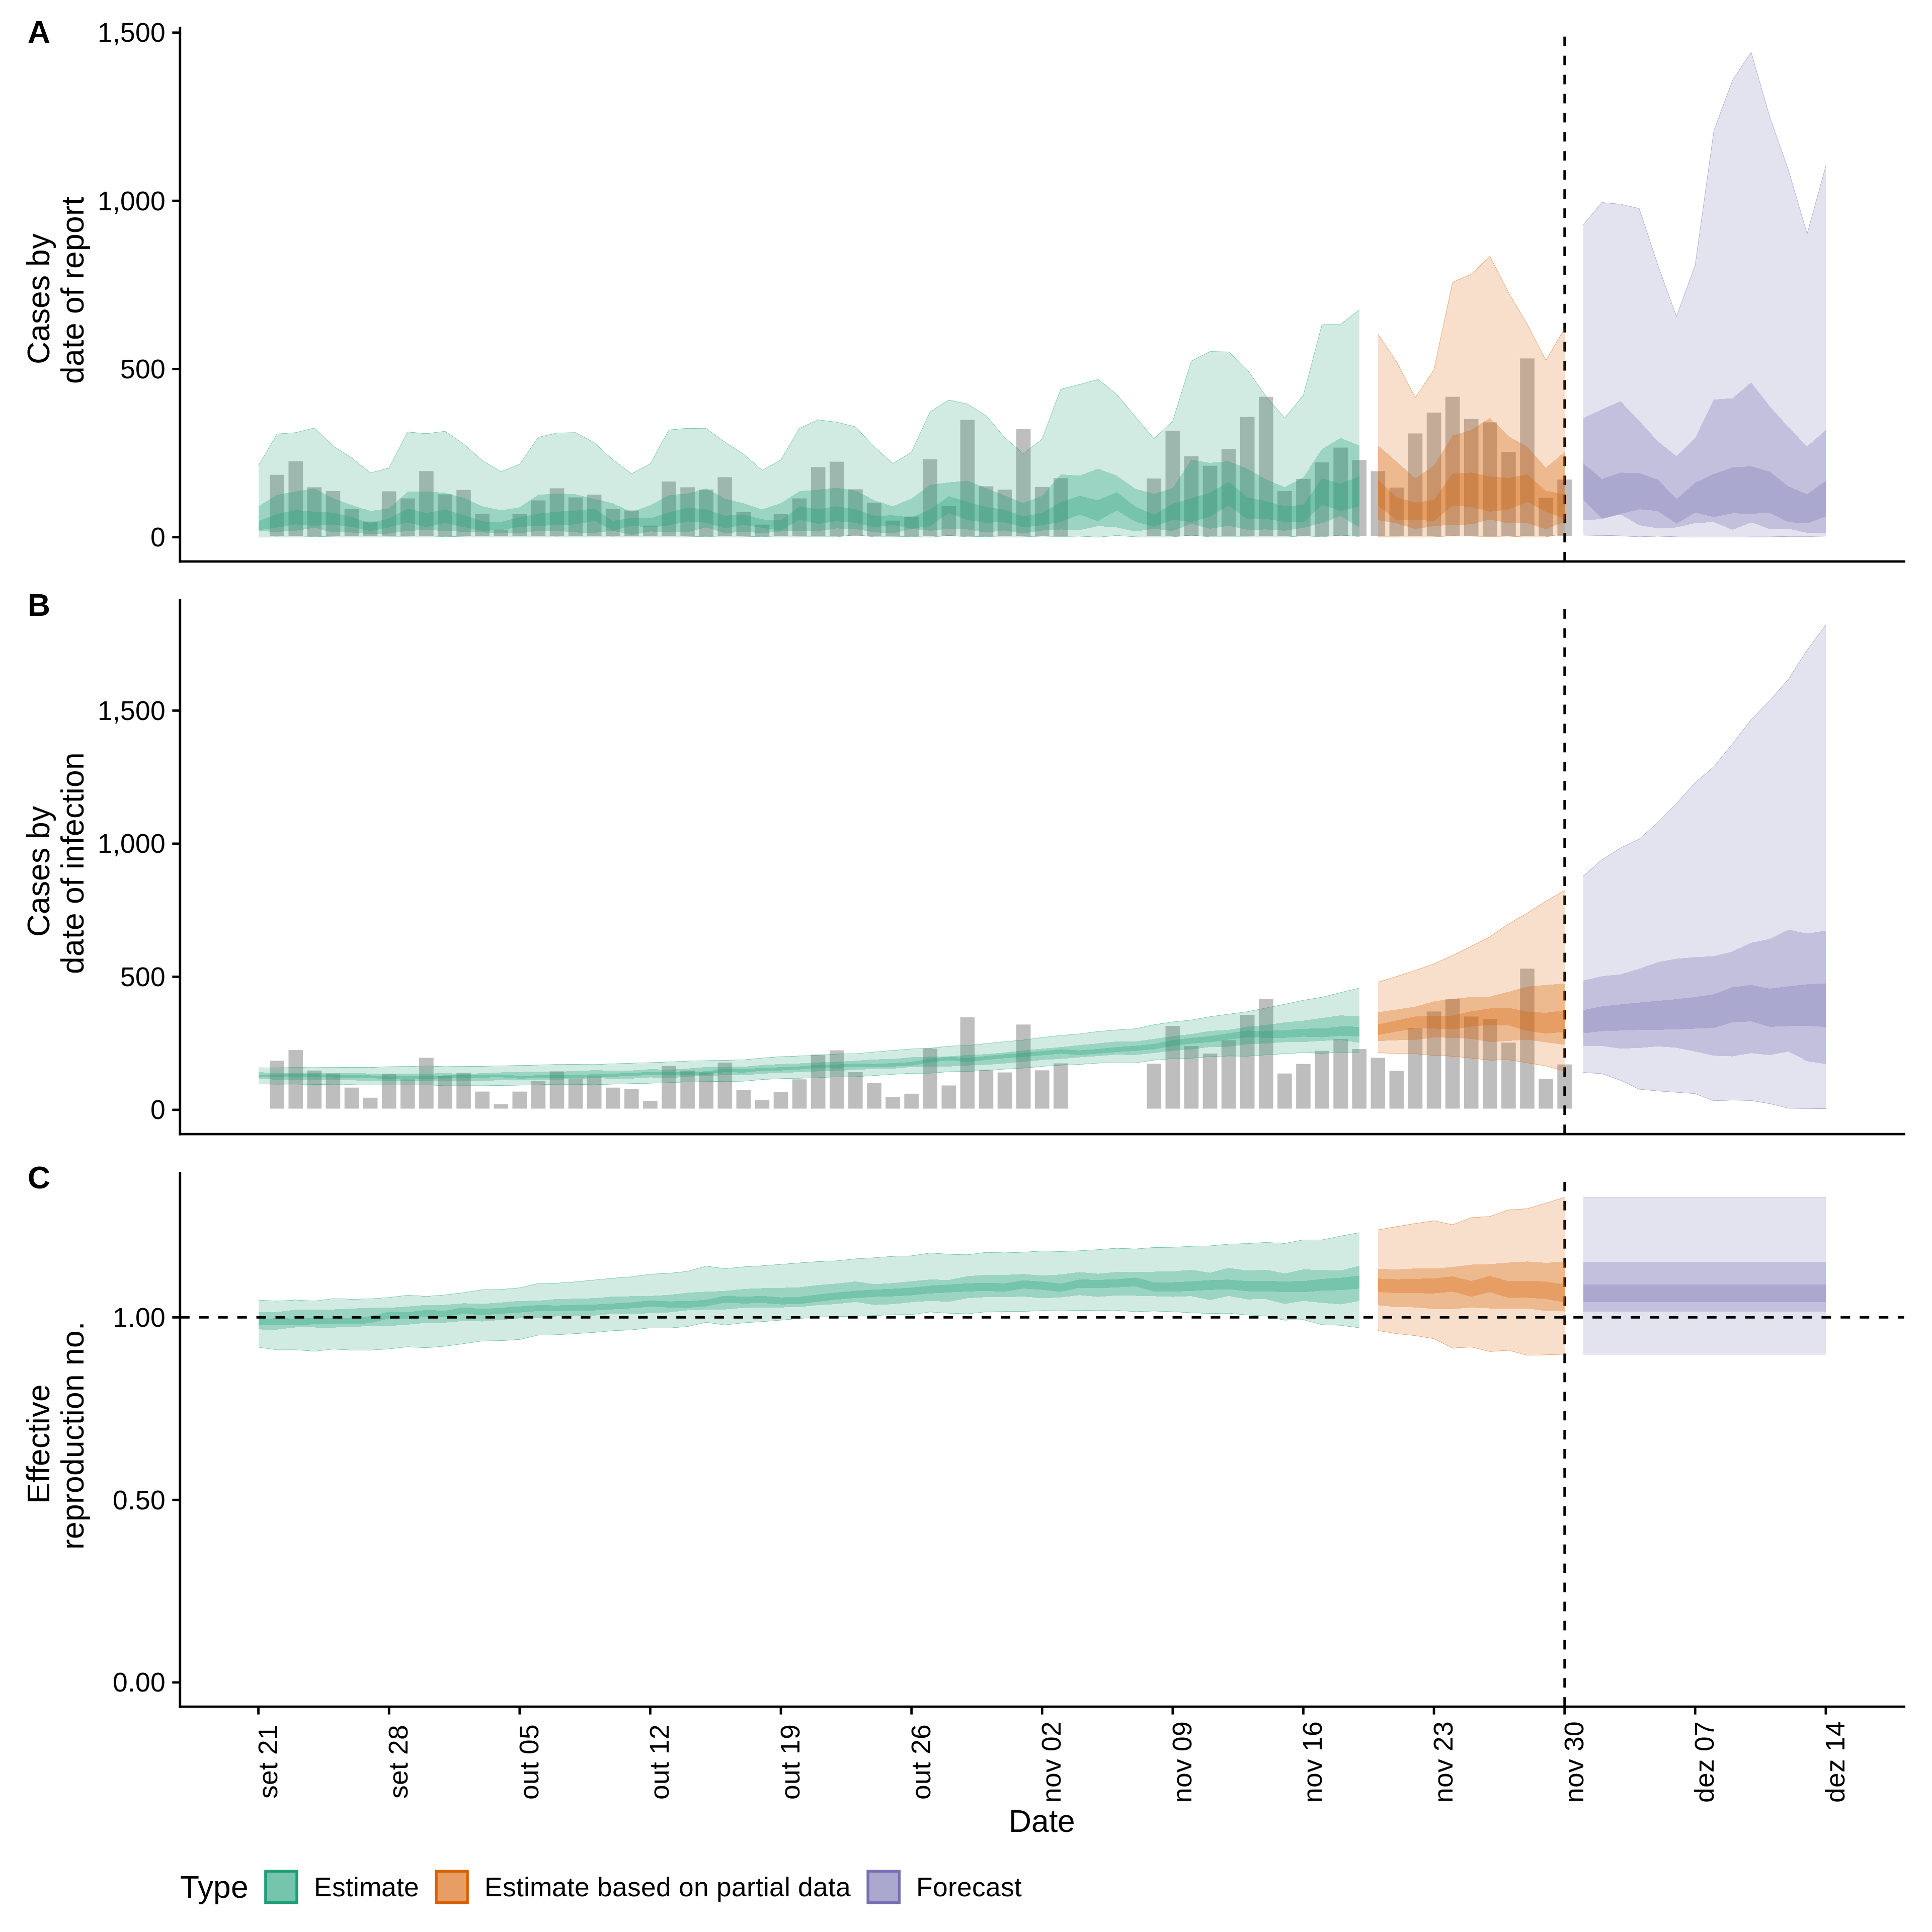 A
1,500
1,000
500
0
Cases by
date of report
B
1,500
1,000
500
0
Cases by
date of infection
C
1.00
0.50
0.00
Effective
reproduction no.
set 21
set 28
out 05
out 12
out 19
out 26
nov 02
nov 09
nov 16
nov 23
nov 30
dez 07
dez 14
Date
Type Estimate Estimate based on partial data Forecast